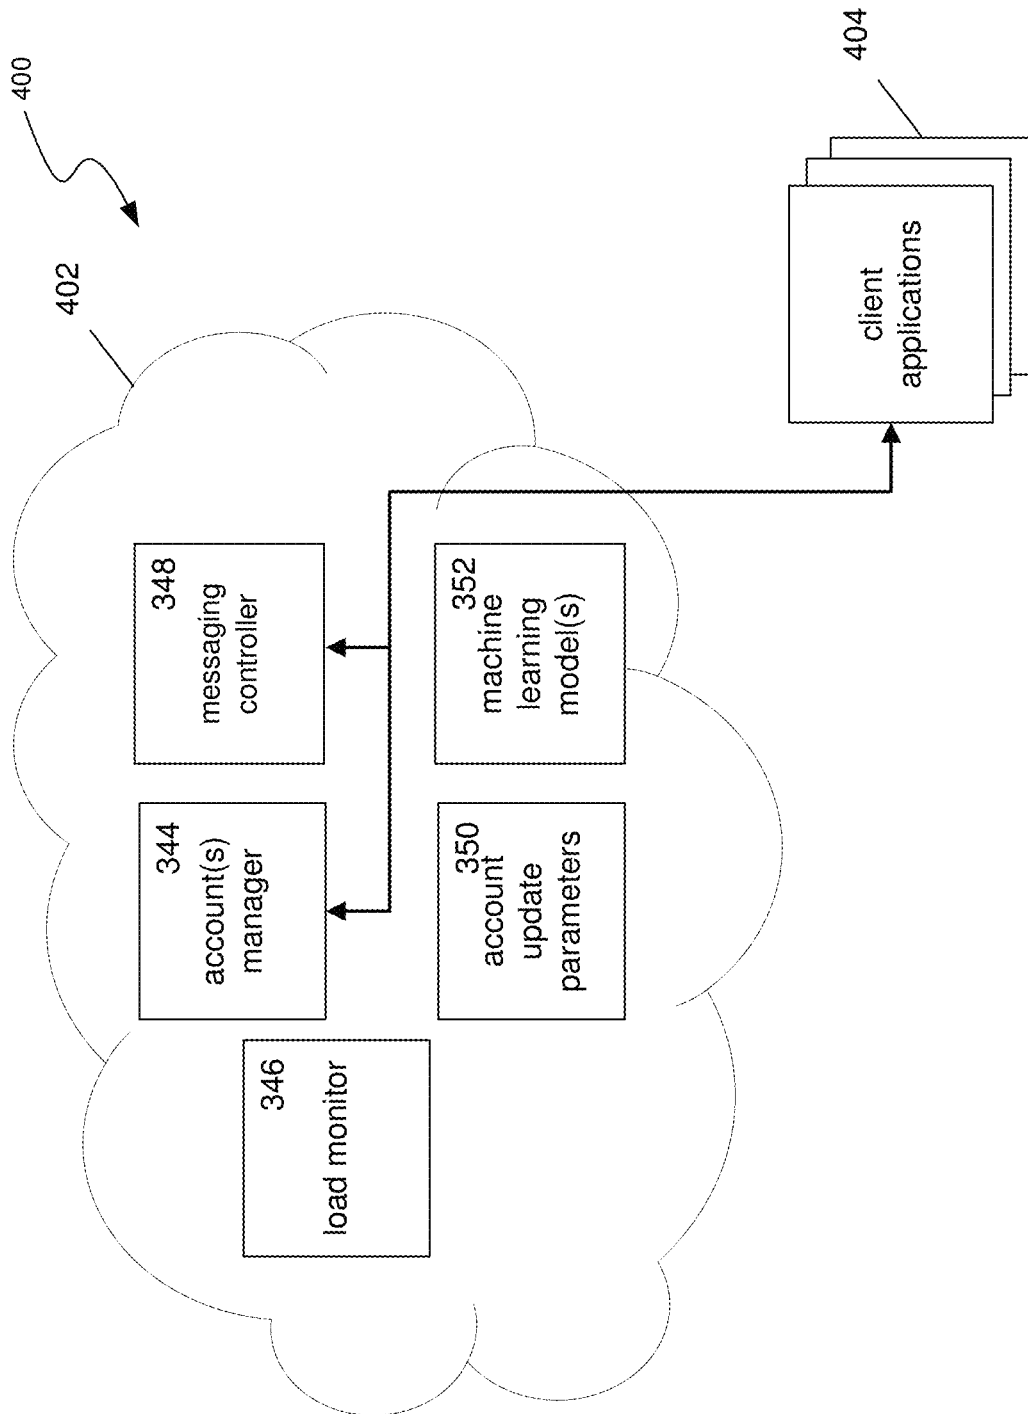 400
402
346
load monitor
344
account(s)
manager
348
messaging
controller
350
account
update
parameters
352
machine
learning
model(s)
404
client
applications